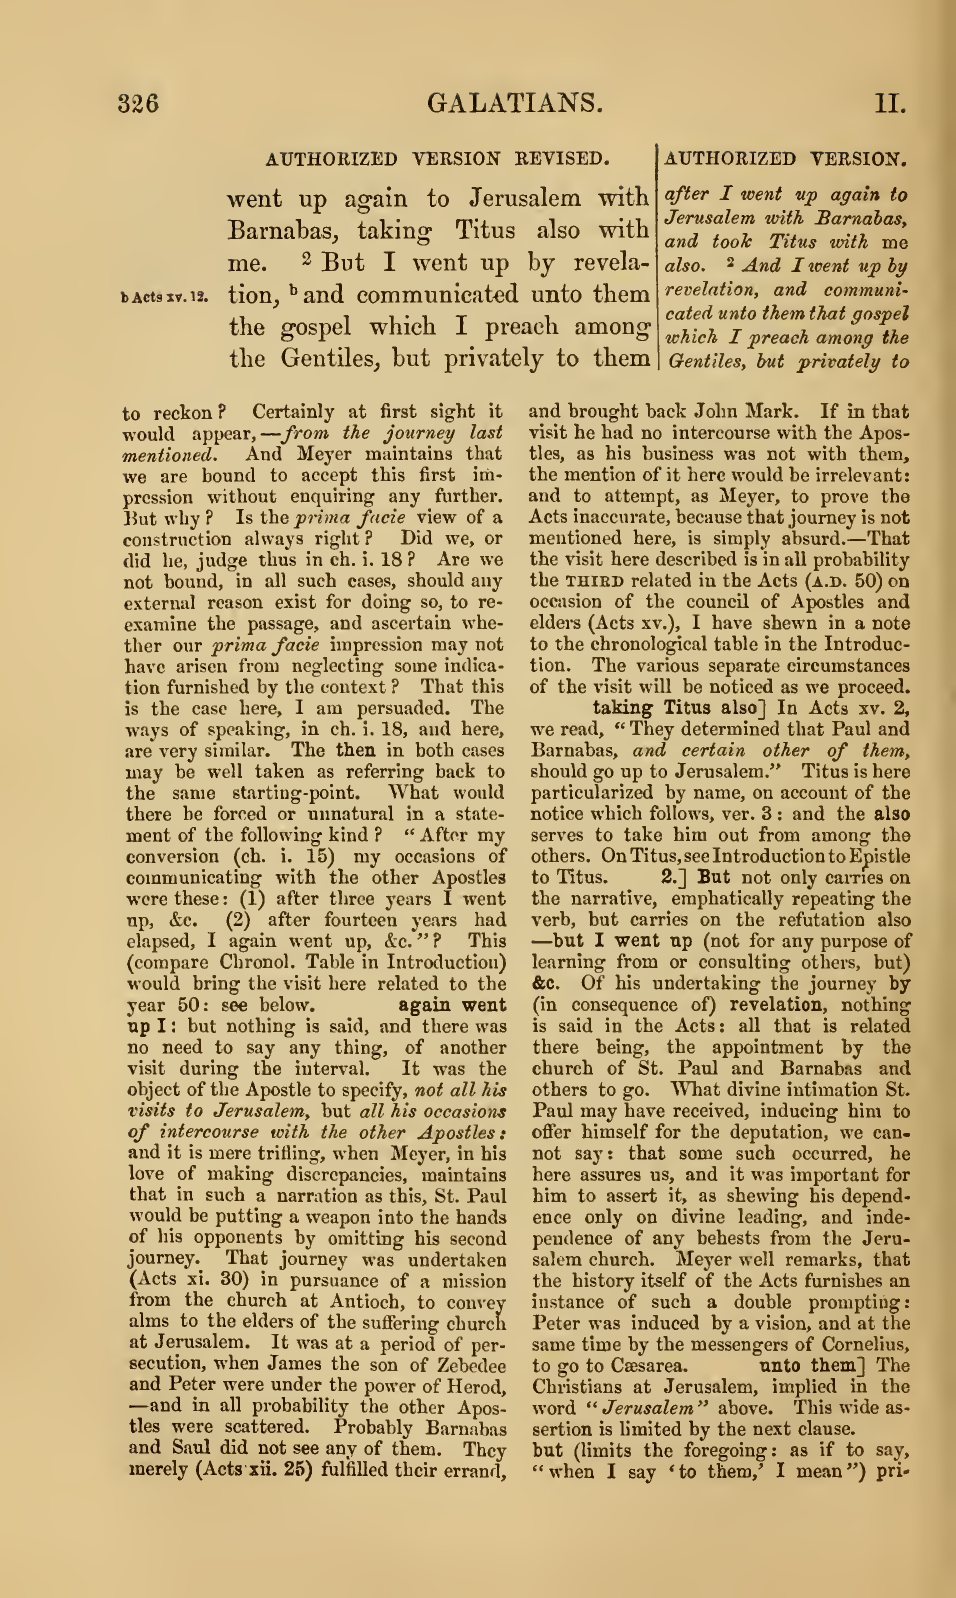 326
GALATIANS.
II.
AUTHORIZED VERSION REVISED.
went up again to Jerusalem with
Barnabas, taking Titus also with
me. 2 But I went up by revela-
b Acts xv. 12.
tion, b and communicated unto them
the gospel which I preach among
the Gentiles, but privately to them
AUTHORIZED VERSION.
after I went up again to
Jerusalem with Barnabas,
and took Titus with me
also. 2 And I went up by
revelation, and communi-
cated unto them that gospel
which I preach among the
Gentiles, but privately to
to reckon? Certainly at first sight it
would appear,—from the journey last
mentioned. And Meyer maintains that
we are bound to accept this first im-
pression without enquiring any further.
But why? Is the prima facie view of a
construction always right? Did we, or
did he, judge thus in ch. i. 18? Are we
not bound, in all such cases, should any
external reason exist for doing so, to re-
examine the passage, and ascertain whe-
ther our prima facie impression may not
have arisen from neglecting some indica-
tion furnished by the context? That this
is the case here, I am persuaded. The
ways of speaking, in ch. i. 18, and here,
are very similar. The then in both cases
may be well taken as referring back to
the same starting-point. What would
there be forced or unnatural in a state-
ment of the following kind? "After my
conversion (ch. i. 15) my occasions of
communicating with the other Apostles
were these: (1) after three years I went
up, &c. (2) after fourteen years had
elapsed, I again went up, &c."? This
(compare Chronol. Table in Introduction)
would bring the visit here related to the
year 50: see below. again went
up I: but nothing is said, and there was
no need to say any thing, of another
visit during the interval. It was the
object of the Apostle to specify, not all his
visits to Jerusalem, but all his occasions
of intercourse with the other Apostles:
and it is mere trifling, when Meyer, in his
love of making discrepancies, maintains
that in such a narration as this, St. Paul
would be putting a weapon into the hands
of his opponents by omitting his second
journey. That journey was undertaken
(Acts xi. 30) in pursuance of a mission
from the church at Antioch, to convey
alms to the elders of the suffering church
at Jerusalem. It was at a period of per-
secution, when James the son of Zebedee
and Peter were under the power of Herod,
—and in all probability the other Apos-
tles were scattered. Probably Barnabas
and Saul did not see any of them. They
merely (Acts xii. 25) fulfilled their errand,
and brought back John Mark. If in that
visit he had no intercourse with the Apos-
tles, as his business was not with them,
the mention of it here would be irrelevant:
and to attempt, as Meyer, to prove the
Acts inaccurate, because that journey is not
mentioned here, is simply absurd.—That
the visit here described is in all probability
the THIRD related in the Acts (A.D. 50) on
occasion of the council of Apostles and
elders (Acts xv.), I have shewn in a note
to the chronological table in the Introduc-
tion. The various separate circumstances
of the visit will be noticed as we proceed.
taking Titus also] In Acts xv. 2,
we read, "They determined that Paul and
Barnabas, and certain other of them,
should go up to Jerusalem." Titus is here
particularized by name, on account of the
notice which follows, ver. 3: and the also
serves to take him out from among the
others. On Titus, see Introduction to Epistle
to Titus. 2.] But not only carries on
the narrative, emphatically repeating the
verb, but carries on the refutation also
—but I went up (not for any purpose of
learning from or consulting others, but)
&c. Of his undertaking the journey by
(in consequence of) revelation, nothing
is said in the Acts: all that is related
there being, the appointment by the
church of St. Paul and Barnabas and
others to go. What divine intimation St.
Paul may have received, inducing him to
offer himself for the deputation, we can-
not say: that some such occurred, he
here assures us, and it was important for
him to assert it, as shewing his depend-
ence only on divine leading, and inde-
pendence of any behests from the Jeru-
salem church. Meyer well remarks, that
the history itself of the Acts furnishes an
instance of such a double prompting:
Peter was induced by a vision, and at the
same time by the messengers of Cornelius,
to go to Cæsarea. unto them] The
Christians at Jerusalem, implied in the
word "Jerusalem" above. This wide as-
sertion is limited by the next clause.
but (limits the foregoing: as if to say,
"when I say 'to them,' I mean") pri-